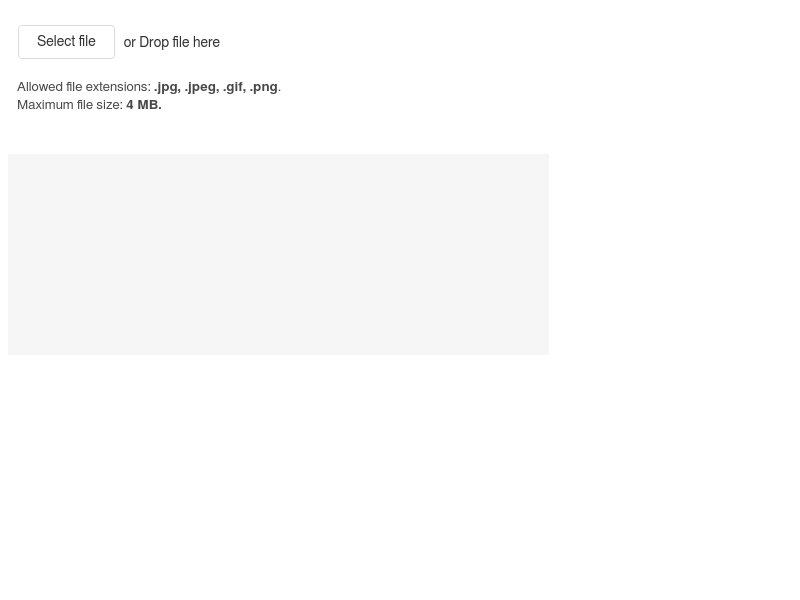 Select file or Drop file here
Allowed file extensions: .jpg, .jpeg, .gif, .png.
Maximum file size: 4 MB.